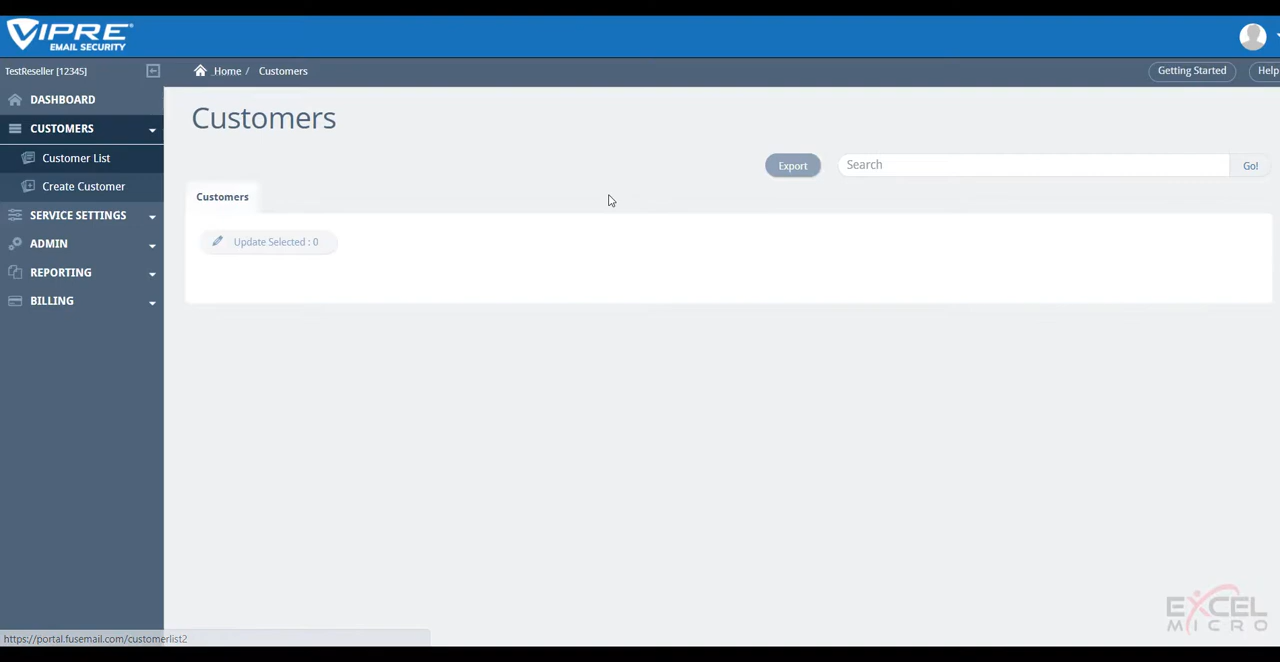 VIPRE
EMAIL SECURITY
TestReseller [12345]
Home / Customers
Getting Started
Help
DASHBOARD
CUSTOMERS
Customer List
Create Customer
SERVICE SETTINGS
ADMIN
REPORTING
BILLING
Customers
Export
Search
Go!
Customers
Update Selected : 0
https://portal.fusemail.com/customerlist2
EXCEL
MICRO